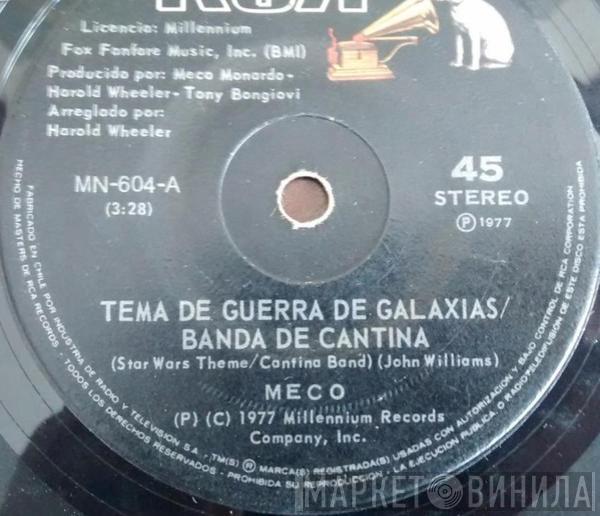 RCA
Licencia: Millennium
Fox Fanfare Music, Inc. (BMI)
Producido por: Meco Monardo-
Harold Wheeler-Tony Bongiovi
Arreglado por:
Harold Wheeler
MN-604-A
(3:28)
45
STEREO
Ⓟ 1977
TEMA DE GUERRA DE GALAXIAS/
BANDA DE CANTINA
(Star Wars Theme/Cantina Band) (John Williams)
MECO
(P) (C) 1977 Millennium Records
Company, Inc.
HECHO DE MASTERS DE RCA RECORDS - TODOS LOS DERECHOS RESERVADOS - PROHIBIDA SU
FABRICADO EN CHILE POR INDUSTRIA DE RADIO Y TELEVISION S A - TM(S) ® MARCA(S) REGISTRADA(S) USADAS CON AUTORIZACION Y BAJO CONTROL DE RCA CORPORATION
LA EJECUCION PUBLICA O RADIOTELEDIFUSION DE ESTE DISCO ESTA PROHIBIDA
МАРКЕТ ВИНИЛА